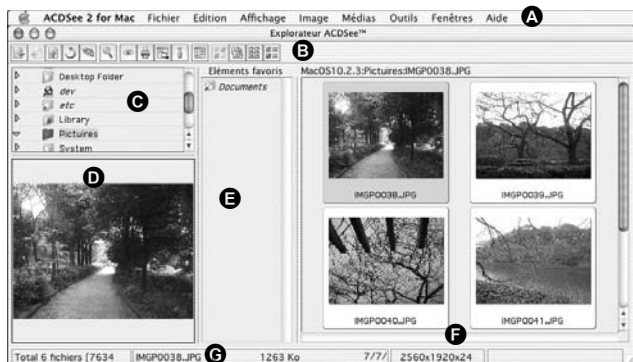 ACDSee 2 for Mac Fichier Edition Affichage Image Médias Outils Fenêtres Aide A
Explorateur ACDSee™
B
Desktop Folder
dev
etc
Library
Pictures
System
C
Eléments favoris
Documents
E
MacOS10.2.3:Pictures:IMGP0038.JPG
IMGP0038.JPG
IMGP0039.JPG
IMGP0040.JPG
IMGP0041.JPG
D
F
Total 6 fichiers [7634 IMGP0038.JPG G 1263 Ko 7/7/ 2560x1920x24